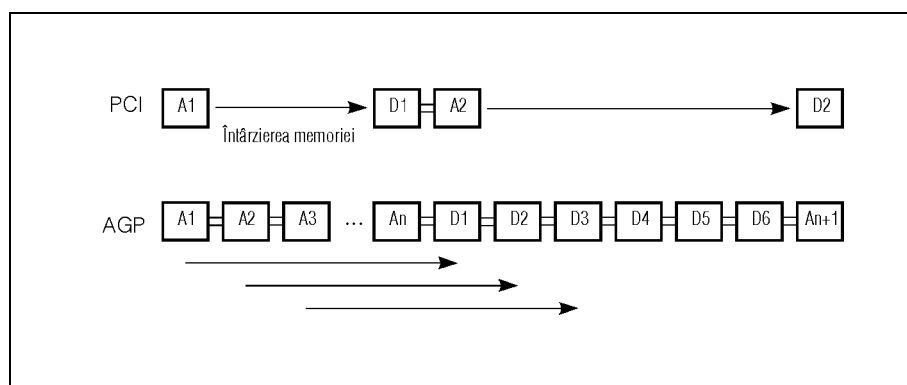 PCI A1 D1 A2 D2
Întârzierea memoriei
AGP A1 A2 A3 ... An D1 D2 D3 D4 D5 D6 An+1